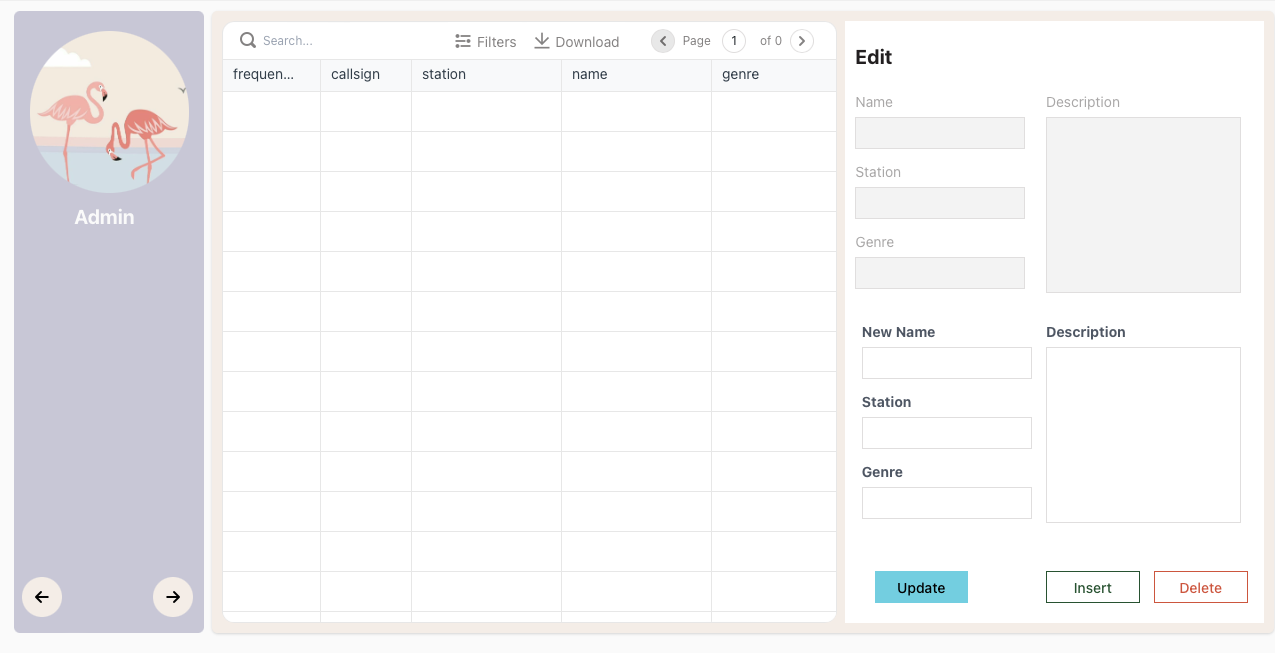 Admin
Search...
Filters
Download
Page 1 of 0
frequen... callsign station name genre
Edit
Name
Description
Station
Genre
New Name
Description
Station
Genre
Update
Insert
Delete